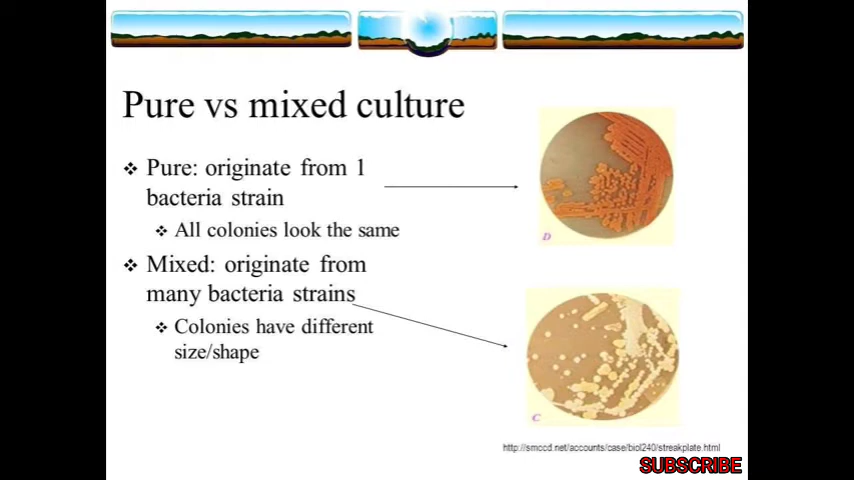 Pure vs mixed culture
❖ Pure: originate from 1
bacteria strain
❖ All colonies look the same
❖ Mixed: originate from
many bacteria strains
❖ Colonies have different
size/shape
D
C
http://smccd.net/accounts/case/biol240/streakplate.html
SUBSCRIBE